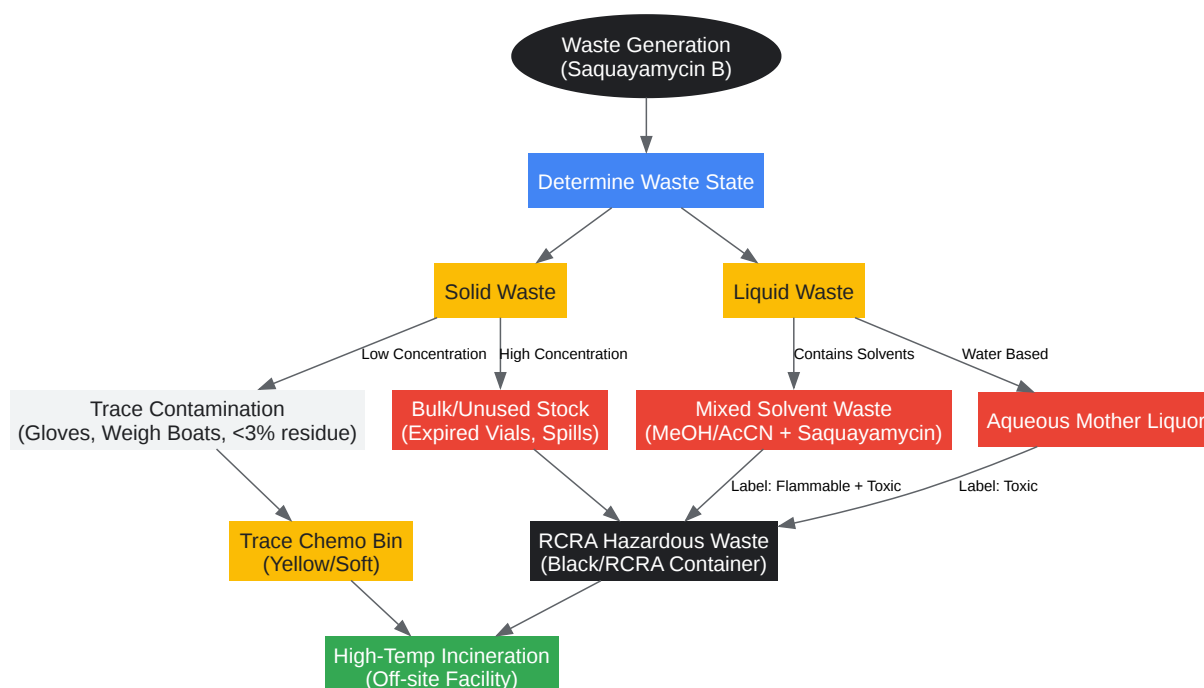 Waste Generation
(Saquayamycin B)
Determine Waste State
Solid Waste
Liquid Waste
Low Concentration
High Concentration
Contains Solvents
Water Based
Trace Contamination
(Gloves, Weigh Boats, <3% residue)
Bulk/Unused Stock
(Expired Vials, Spills)
Mixed Solvent Waste
(MeOH/AcCN + Saquayamycin)
Aqueous Mother Liquor
Label: Flammable + Toxic
Label: Toxic
Trace Chemo Bin
(Yellow/Soft)
RCRA Hazardous Waste
(Black/RCRA Container)
High-Temp Incineration
(Off-site Facility)